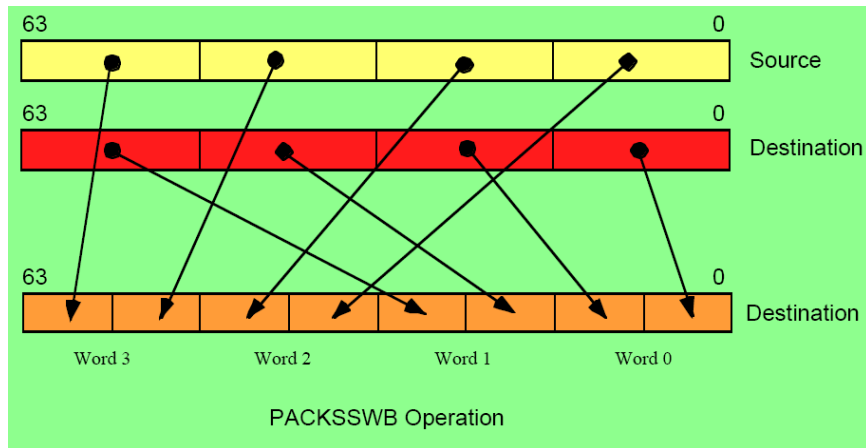 63 0
Source
63 0
Destination
63 0
Destination
Word 3 Word 2 Word 1 Word 0
PACKSSWB Operation